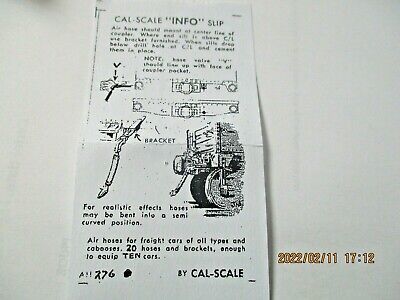 CAL-SCALE "INFO" SLIP
Air hose should mount at center line of
coupler. Where end sill is above C/L
use bracket furnished. When sills drop
below drill hole at C/L and cement
them in place.
NOTE: hose valve "V"
should line up with face of
coupler pocket.
V
BRACKET
For realistic effects hoses
may be bent into a semi
curved position.
Air hoses for freight cars of all types and
cabooses. 20 hoses and brackets, enough
to equip TEN cars.
276
BY CAL-SCALE
2022/02/11 17:12